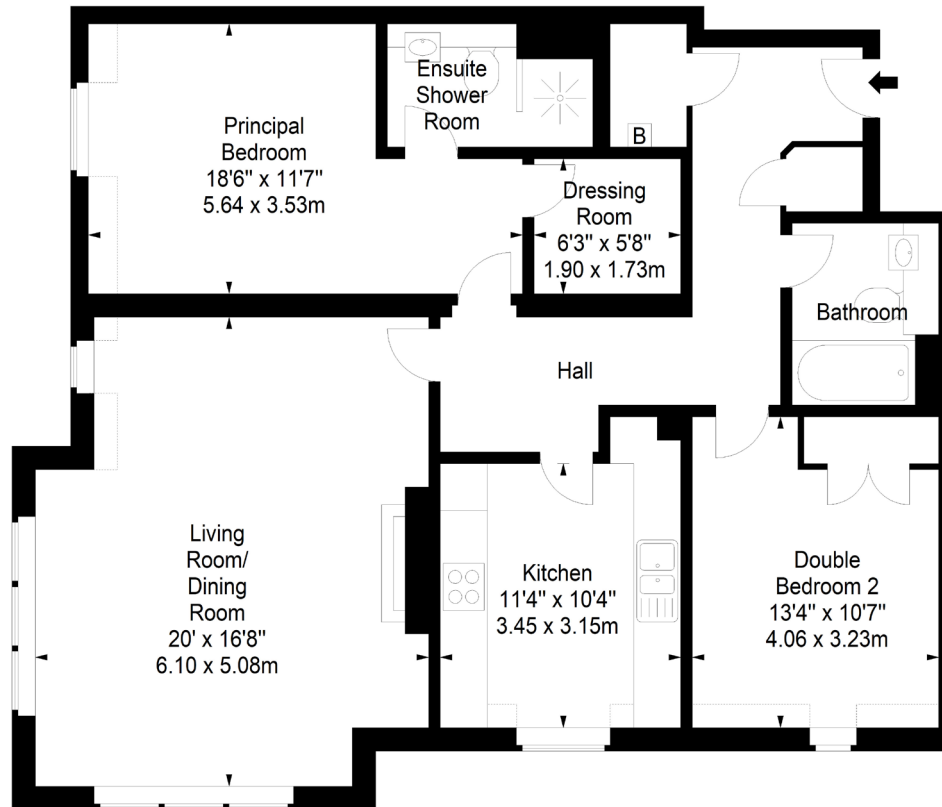 Principal
Bedroom
18'6" x 11'7"
5.64 x 3.53m
Ensuite
Shower
Room
B
Dressing
Room
6'3" x 5'8"
1.90 x 1.73m
Bathroom
Hall
Living
Room/
Dining
Room
20' x 16'8"
6.10 x 5.08m
Kitchen
11'4" x 10'4"
3.45 x 3.15m
Double
Bedroom 2
13'4" x 10'7"
4.06 x 3.23m